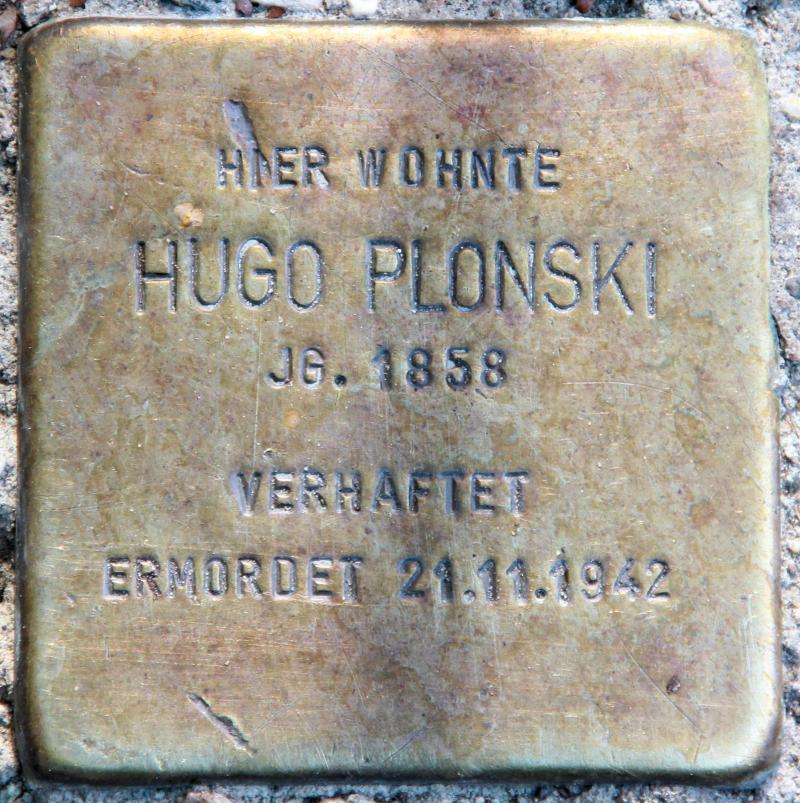 HIER WOHNTE
HUGO PLONSKI
JG. 1858
VERHAFTET
ERMORDET 21.11.1942